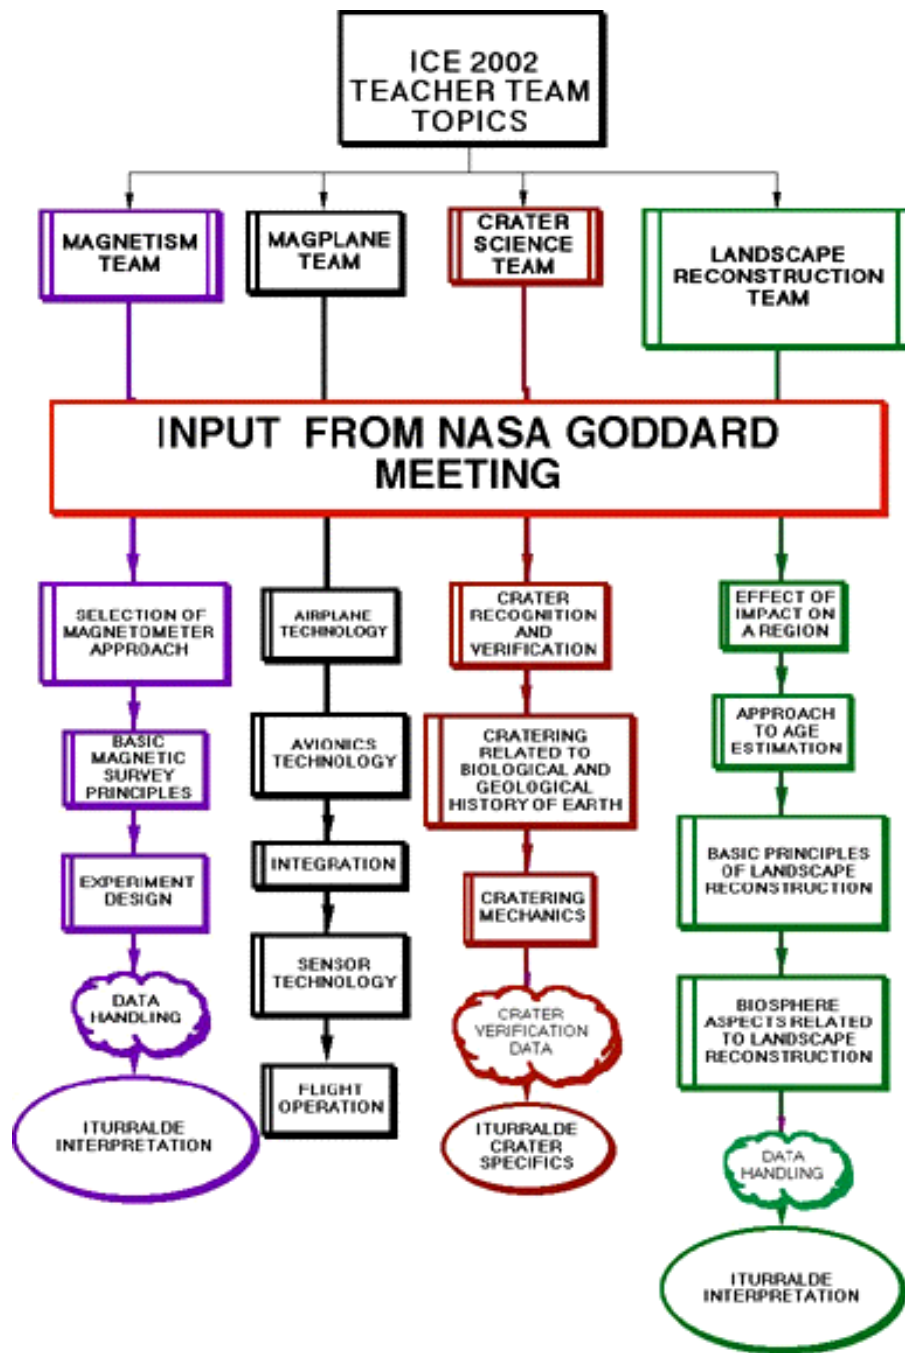 ICE 2002
TEACHER TEAM
TOPICS
MAGNETISM
TEAM
MAGPLANE
TEAM
CRATER
SCIENCE
TEAM
LANDSCAPE
RECONSTRUCTION
TEAM
INPUT FROM NASA GODDARD
MEETING
SELECTION OF
MAGNETOMETER
APPROACH
BASIC
MAGNETIC
SURVEY
PRINCIPLES
EXPERIMENT
DESIGN
DATA
HANDLING
ITURRALDE
INTERPRETATION
AIRPLANE
TECHNOLOGY
AVIONICS
TECHNOLOGY
INTEGRATION
SENSOR
TECHNOLOGY
FLIGHT
OPERATION
CRATER
RECOGNITION
AND
VERIFICATION
CRATERING
RELATED TO
BIOLOGICAL AND
GEOLOGICAL
HISTORY OF EARTH
CRATERING
MECHANICS
CRATER
VERIFICATION
DATA
ITURRALDE
CRATER
SPECIFICS
EFFECT OF
IMPACT ON
A REGION
APPROACH
TO AGE
ESTIMATION
BASIC PRINCIPLES
OF LANDSCAPE
RECONSTRUCTION
BIOSPHERE
ASPECTS RELATED
TO LANDSCAPE
RECONSTRUCTION
DATA
HANDLING
ITURRALDE
INTERPRETATION